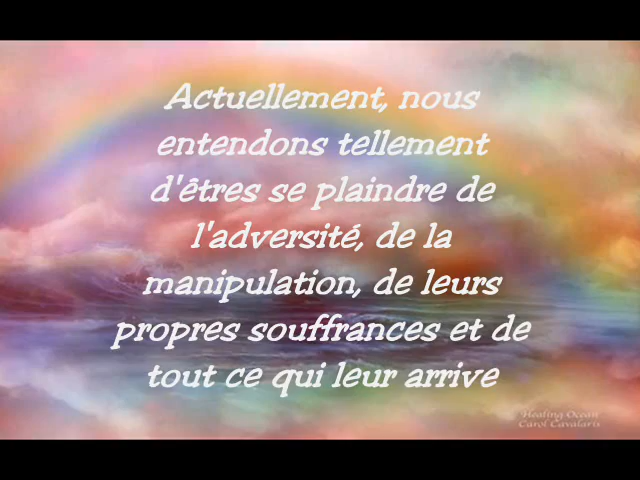 Actuellement, nous
entendons tellement
d'êtres se plaindre de
l'adversité, de la
manipulation, de leurs
propres souffrances et de
tout ce qui leur arrive
Healing Ocean
Carol Cavalaris